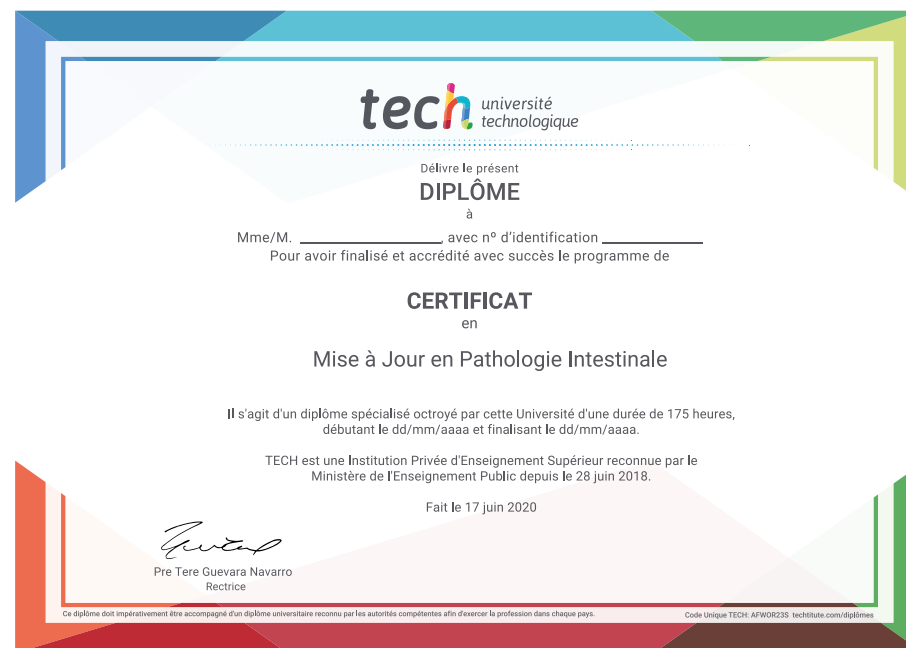 tech université
technologique
Délivre le présent
DIPLÔME
à
Mme/M. ____________________, avec nº d'identification ______________
Pour avoir finalisé et accrédité avec succès le programme de
CERTIFICAT
en
Mise à Jour en Pathologie Intestinale
Il s'agit d'un diplôme spécialisé octroyé par cette Université d'une durée de 175 heures,
débutant le dd/mm/aaaa et finalisant le dd/mm/aaaa.
TECH est une Institution Privée d'Enseignement Supérieur reconnue par le
Ministère de l'Enseignement Public depuis le 28 juin 2018.
Fait le 17 juin 2020
Pre Tere Guevara Navarro
Rectrice
Ce diplôme doit impérativement être accompagné d'un diplôme universitaire reconnu par les autorités compétentes afin d'exercer la profession dans chaque pays.
Code Unique TECH: AFWOR23S techtitute.com/diplômes